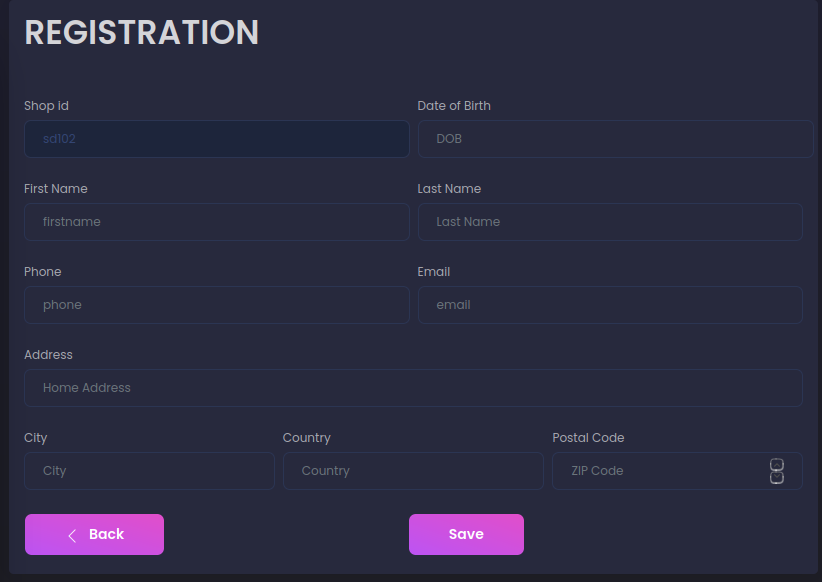 REGISTRATION
Shop id Date of Birth
sd102 DOB
First Name Last Name
firstname Last Name
Phone Email
phone email
Address
Home Address
City Country Postal Code
City Country ZIP Code
Back Save